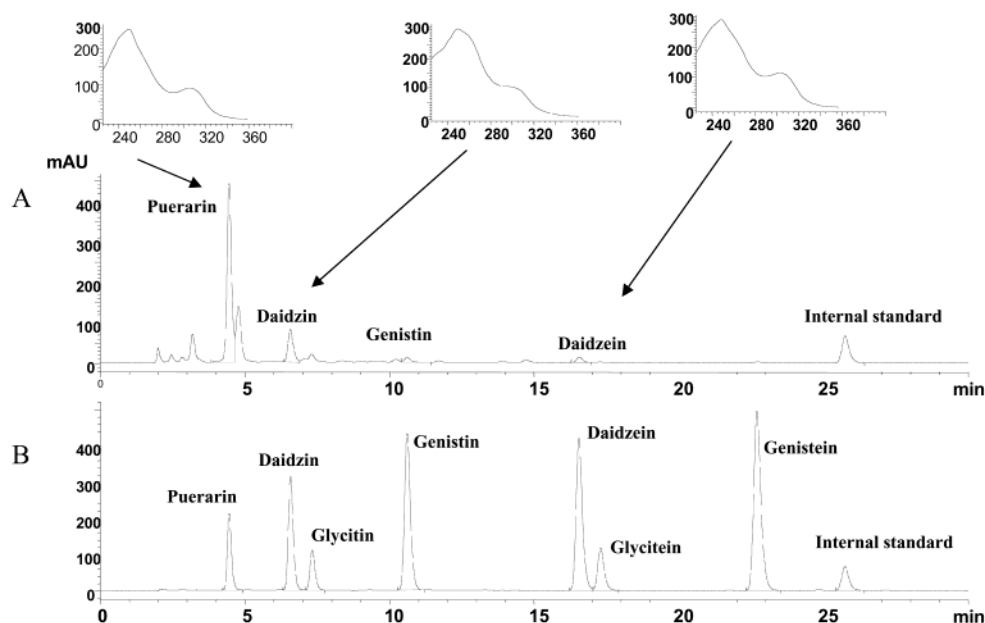 300
200
100
0
240
280
320
360
300
200
100
0
240
280
320
360
300
200
100
0
240
280
320
360
mAU
A
400
300
200
100
0
Puerarin
Daidzin
Genistin
Daidzein
Internal standard
0
5
10
15
20
25
min
B
400
300
200
100
0
Puerarin
Daidzin
Glycitin
Genistin
Daidzein
Glycitein
Genistein
Internal standard
0
5
10
15
20
25
min